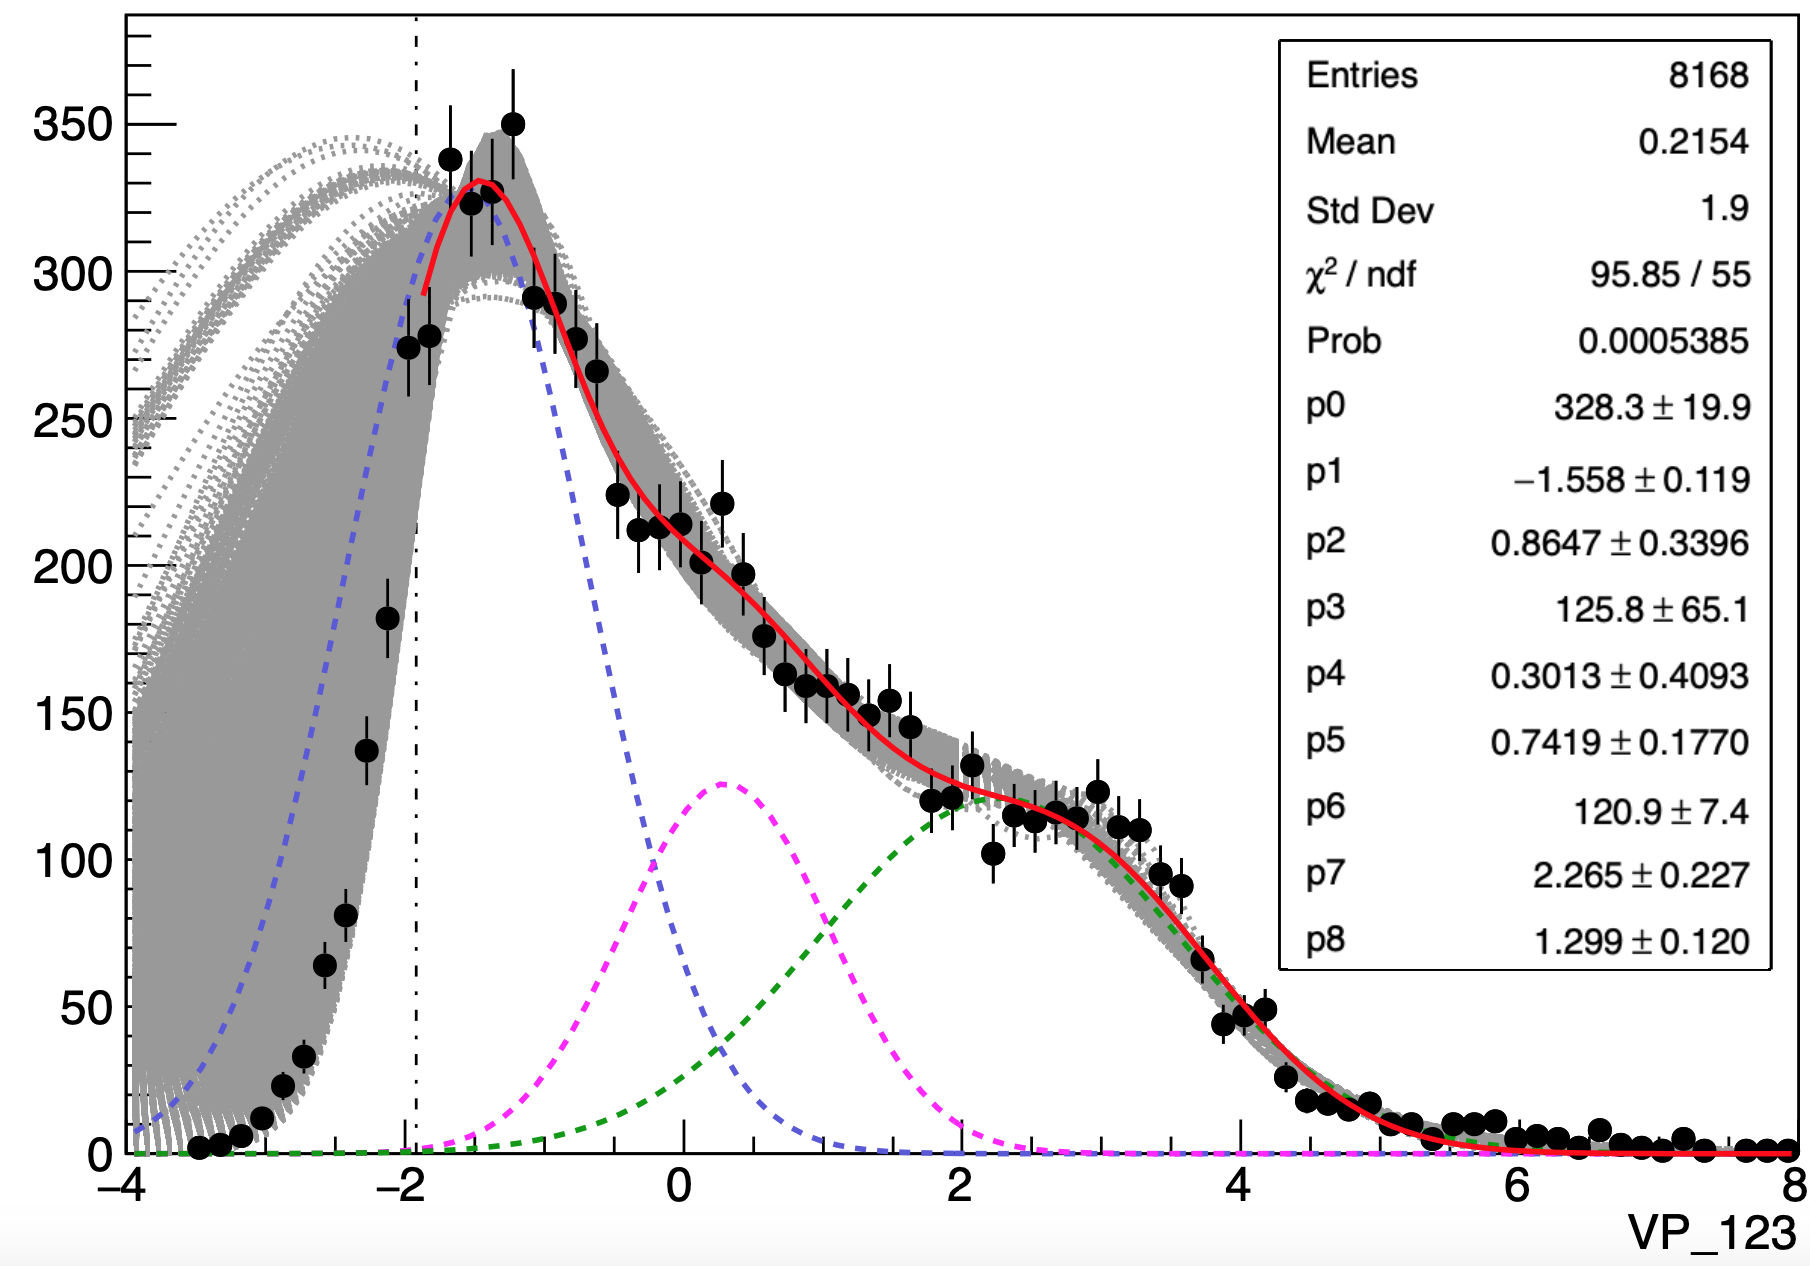 350
300
250
200
150
100
50
0
−4 −2 0 2 4 6 8
VP_123
Entries 8168
Mean 0.2154
Std Dev 1.9
χ² / ndf 95.85 / 55
Prob 0.0005385
p0 328.3 ± 19.9
p1 −1.558 ± 0.119
p2 0.8647 ± 0.3396
p3 125.8 ± 65.1
p4 0.3013 ± 0.4093
p5 0.7419 ± 0.1770
p6 120.9 ± 7.4
p7 2.265 ± 0.227
p8 1.299 ± 0.120